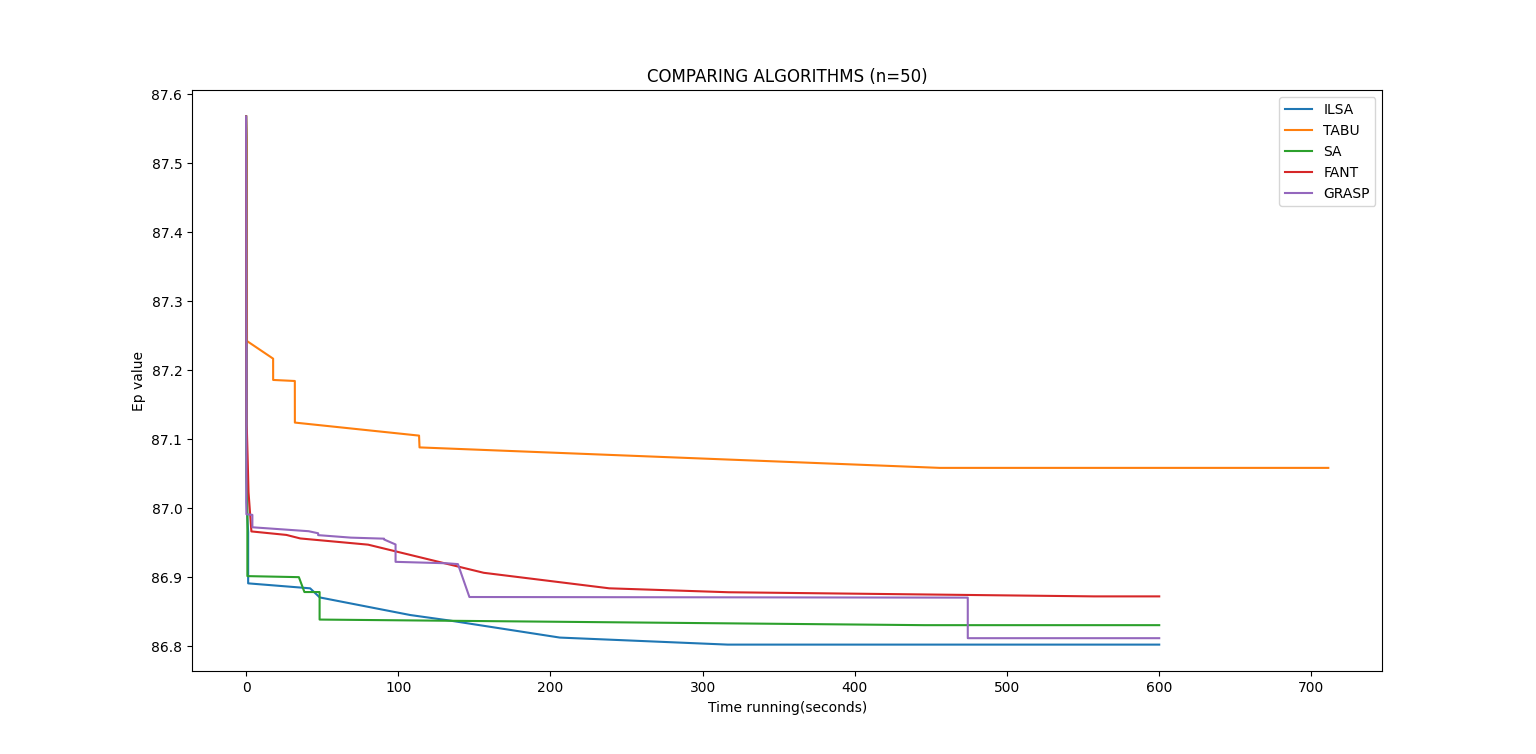 COMPARING ALGORITHMS (n=50)
87.6
87.5
87.4
87.3
87.2
87.1
87.0
86.9
86.8
Ep value
ILSA
TABU
SA
FANT
GRASP
0 100 200 300 400 500 600 700
Time running(seconds)